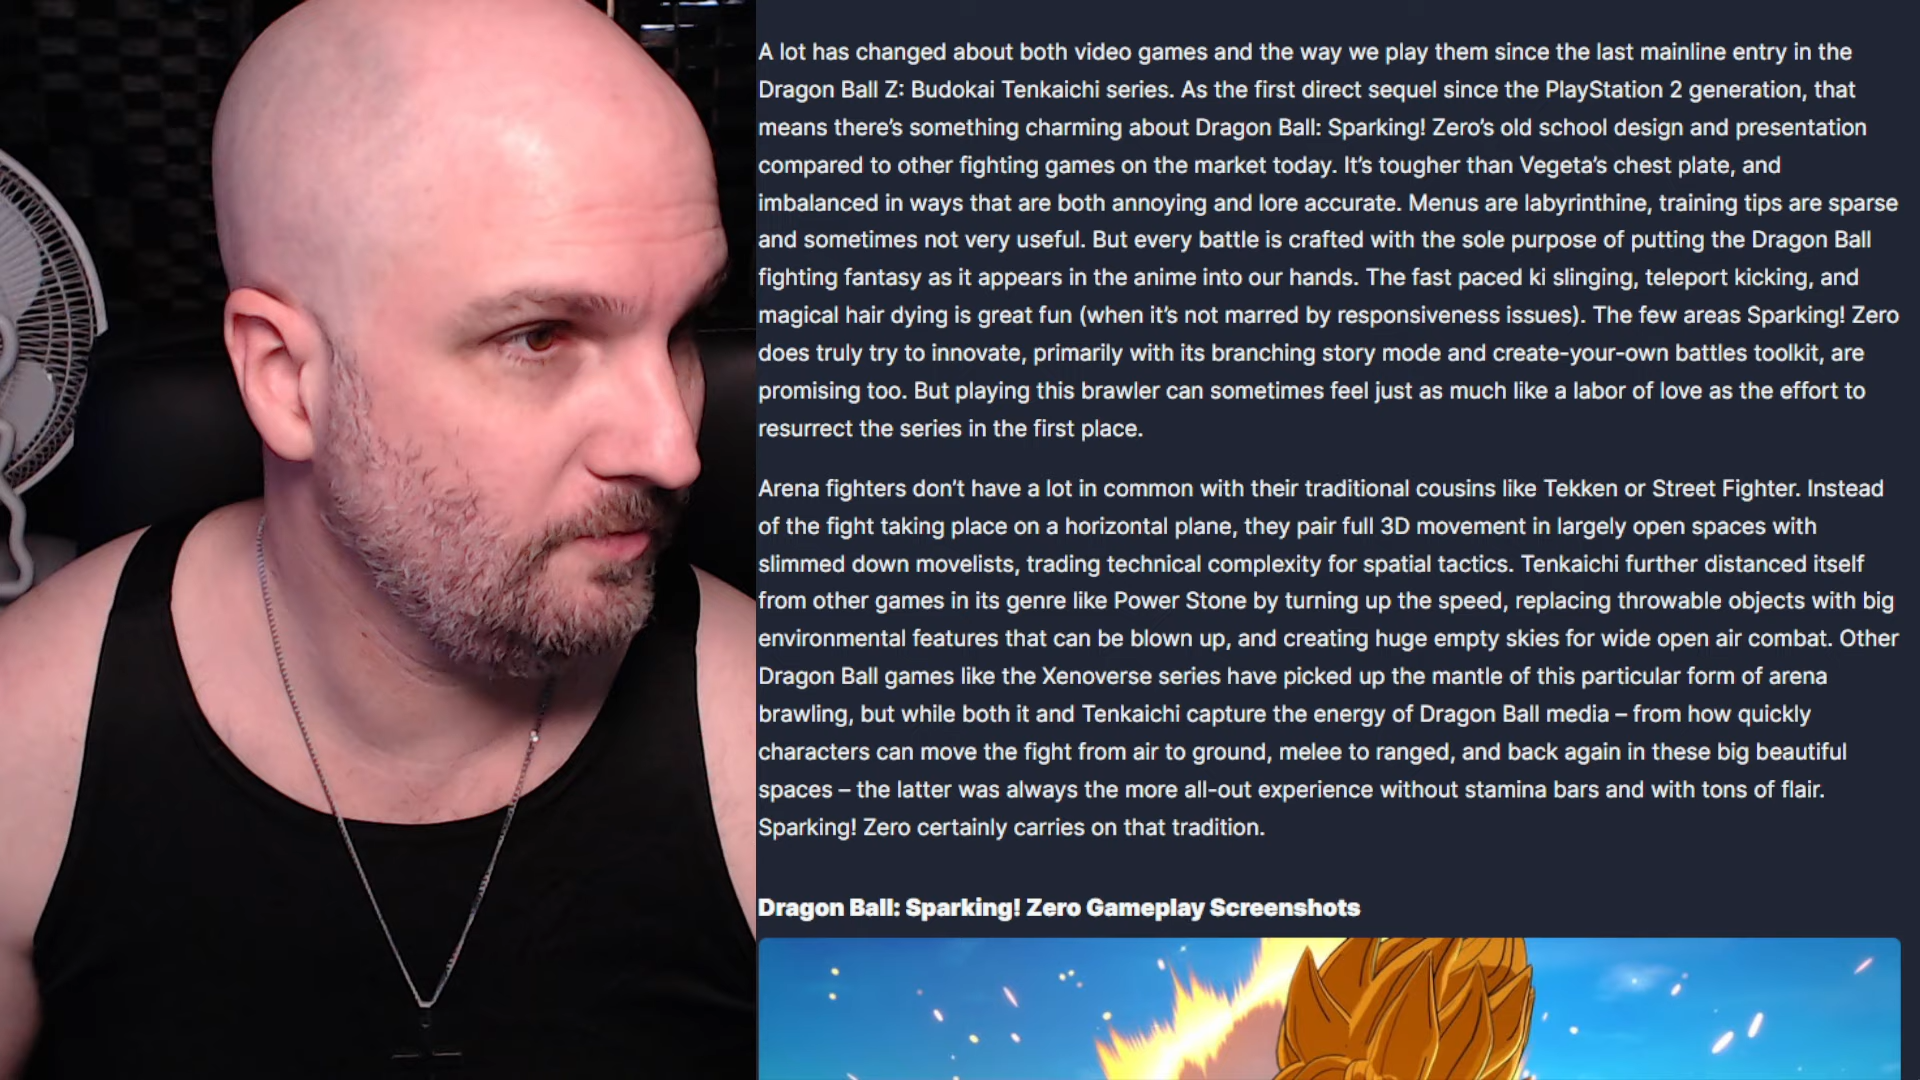 A lot has changed about both video games and the way we play them since the last mainline entry in the
Dragon Ball Z: Budokai Tenkaichi series. As the first direct sequel since the PlayStation 2 generation, that
means there’s something charming about Dragon Ball: Sparking! Zero’s old school design and presentation
compared to other fighting games on the market today. It’s tougher than Vegeta’s chest plate, and
imbalanced in ways that are both annoying and lore accurate. Menus are labyrinthine, training tips are sparse
and sometimes not very useful. But every battle is crafted with the sole purpose of putting the Dragon Ball
fighting fantasy as it appears in the anime into our hands. The fast paced ki slinging, teleport kicking, and
magical hair dying is great fun (when it’s not marred by responsiveness issues). The few areas Sparking! Zero
does truly try to innovate, primarily with its branching story mode and create-your-own battles toolkit, are
promising too. But playing this brawler can sometimes feel just as much like a labor of love as the effort to
resurrect the series in the first place.
Arena fighters don’t have a lot in common with their traditional cousins like Tekken or Street Fighter. Instead
of the fight taking place on a horizontal plane, they pair full 3D movement in largely open spaces with
slimmed down movelists, trading technical complexity for spatial tactics. Tenkaichi further distanced itself
from other games in its genre like Power Stone by turning up the speed, replacing throwable objects with big
environmental features that can be blown up, and creating huge empty skies for wide open air combat. Other
Dragon Ball games like the Xenoverse series have picked up the mantle of this particular form of arena
brawling, but while both it and Tenkaichi capture the energy of Dragon Ball media – from how quickly
characters can move the fight from air to ground, melee to ranged, and back again in these big beautiful
spaces – the latter was always the more all-out experience without stamina bars and with tons of flair.
Sparking! Zero certainly carries on that tradition.
Dragon Ball: Sparking! Zero Gameplay Screenshots